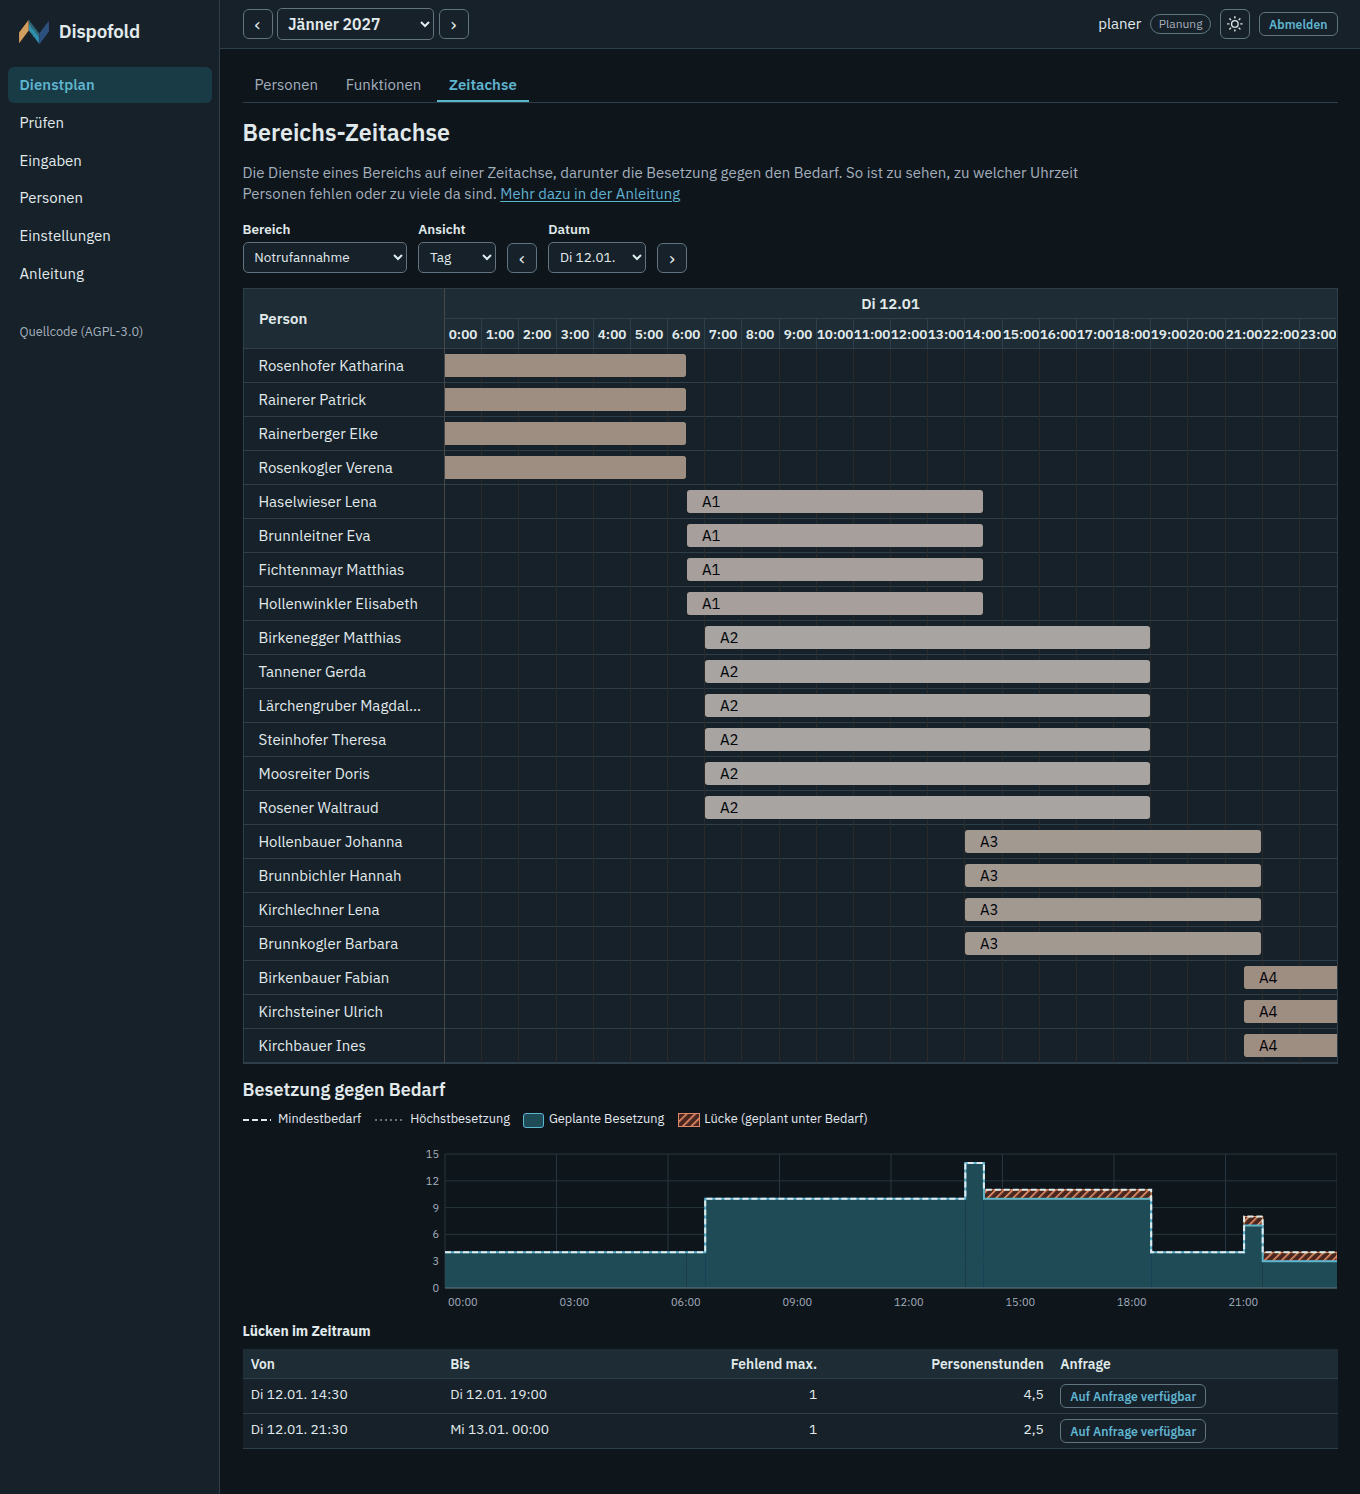 Dispofold
‹ Jänner 2027 ›
planer Planung Abmelden
Dienstplan
Prüfen
Eingaben
Personen
Einstellungen
Anleitung
Quellcode (AGPL-3.0)
Personen Funktionen Zeitachse
Bereichs-Zeitachse
Die Dienste eines Bereichs auf einer Zeitachse, darunter die Besetzung gegen den Bedarf. So ist zu sehen, zu welcher Uhrzeit
Personen fehlen oder zu viele da sind. Mehr dazu in der Anleitung
Bereich Ansicht Datum
Notrufannahme Tag ‹ Di 12.01. ›
Person Di 12.01
0:00 1:00 2:00 3:00 4:00 5:00 6:00 7:00 8:00 9:00 10:00 11:00 12:00 13:00 14:00 15:00 16:00 17:00 18:00 19:00 20:00 21:00 22:00 23:00
Rosenhofer Katharina
Rainerer Patrick
Rainerberger Elke
Rosenkogler Verena
Haselwieser Lena A1
Brunnleitner Eva A1
Fichtenmayr Matthias A1
Hollenwinkler Elisabeth A1
Birkenegger Matthias A2
Tannener Gerda A2
Lärchengruber Magdal... A2
Steinhofer Theresa A2
Moosreiter Doris A2
Rosener Waltraud A2
Hollenbauer Johanna A3
Brunnbichler Hannah A3
Kirchlechner Lena A3
Brunnkogler Barbara A3
Birkenbauer Fabian A4
Kirchsteiner Ulrich A4
Kirchbauer Ines A4
Besetzung gegen Bedarf
Mindestbedarf Höchstbesetzung Geplante Besetzung Lücke (geplant unter Bedarf)
15
12
9
6
3
0
00:00 03:00 06:00 09:00 12:00 15:00 18:00 21:00
Lücken im Zeitraum
Von Bis Fehlend max. Personenstunden Anfrage
Di 12.01. 14:30 Di 12.01. 19:00 1 4,5 Auf Anfrage verfügbar
Di 12.01. 21:30 Mi 13.01. 00:00 1 2,5 Auf Anfrage verfügbar